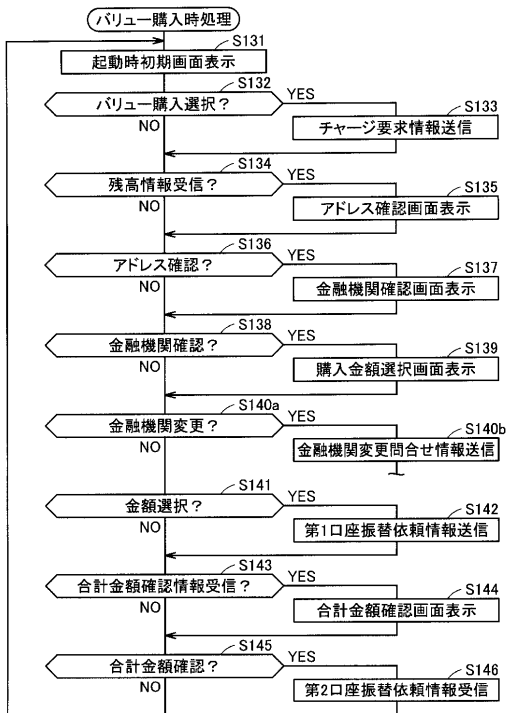 バリュー購入時処理
S131
起動時初期画面表示
S132
バリュー購入選択？
YES
S133
NO
チャージ要求情報送信
S134
残高情報受信？
YES
S135
NO
アドレス確認画面表示
S136
アドレス確認？
YES
S137
NO
金融機関確認画面表示
S138
金融機関確認？
YES
S139
NO
購入金額選択画面表示
S140a
金融機関変更？
YES
S140b
NO
金融機関変更問合せ情報送信
S141
金額選択？
YES
S142
NO
第1口座振替依頼情報送信
S143
合計金額確認情報受信？
YES
S144
NO
合計金額確認画面表示
S145
合計金額確認？
YES
S146
NO
第2口座振替依頼情報受信